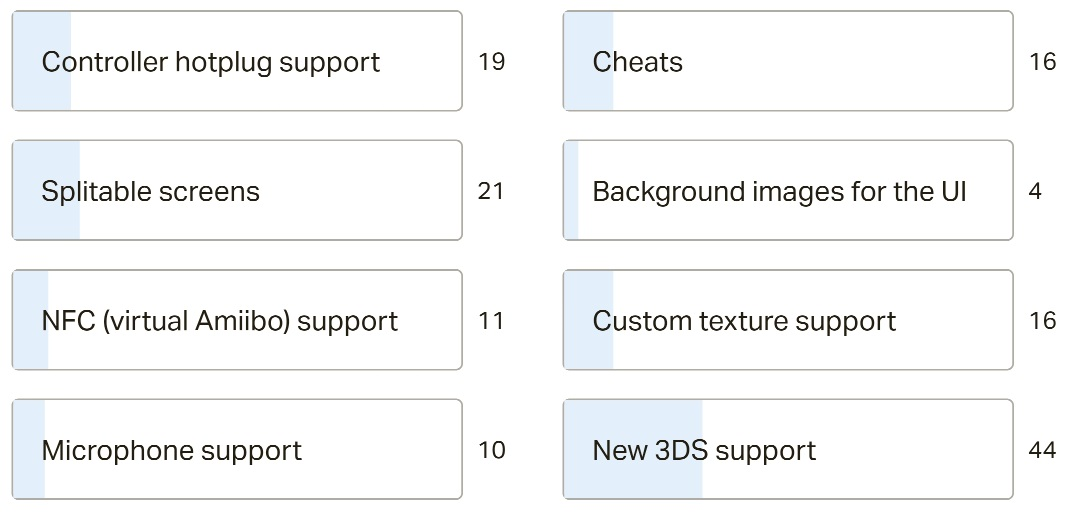 Controller hotplug support 19
Cheats 16
Splitable screens 21
Background images for the UI 4
NFC (virtual Amiibo) support 11
Custom texture support 16
Microphone support 10
New 3DS support 44